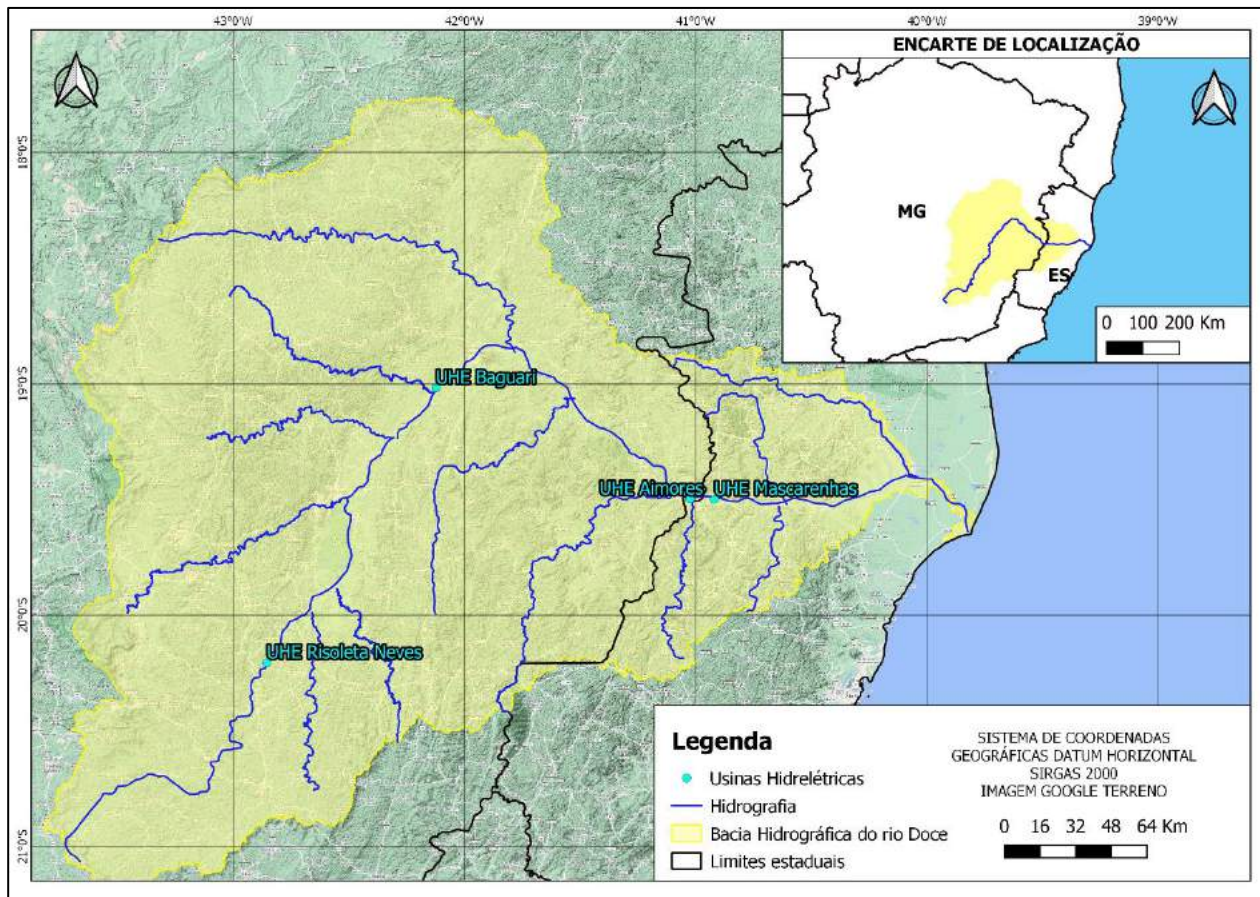 43°0'W
42°0'W
41°0'W
40°0'W
39°0'W
ENCARTE DE LOCALIZAÇÃO
MG
ES
0 100 200 Km
18°S
19°0'S
20°0'S
21°0'S
UHE Baguari
UHE Aimores
UHE Mascarenhas
UHE Risoleta Neves
Legenda
Usinas Hidrelétricas
Hidrografia
Bacia Hidrográfica do rio Doce
Limites estaduais
SISTEMA DE COORDENADAS
GEOGRÁFICAS DATUM HORIZONTAL
SIRGAS 2000
IMAGEM GOOGLE TERRENO
0 16 32 48 64 Km